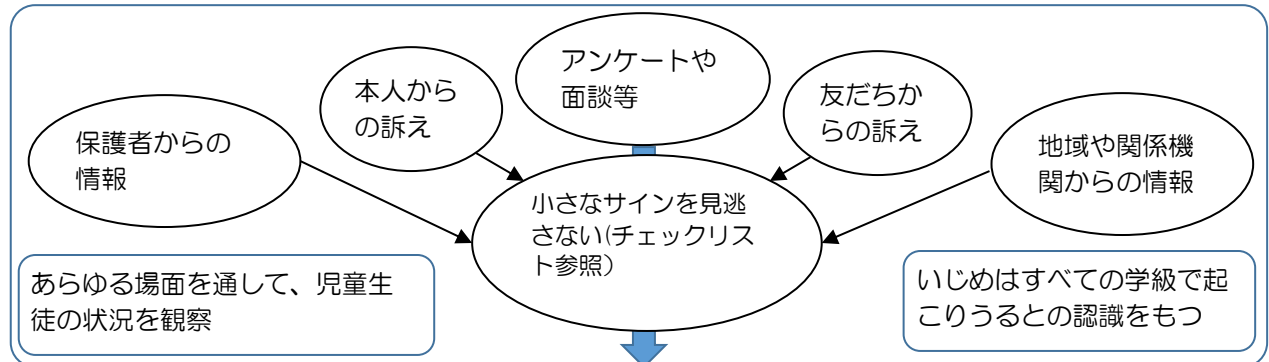 アンケートや
面談等
本人から
の訴え
友だちか
らの訴え
保護者からの
情報
地域や関係機
関からの情報
小さなサインを見逃
さない(チェックリス
ト参照）
あらゆる場面を通して、児童生
徒の状況を観察
いじめはすべての学級で起
こりうるとの認識をもつ